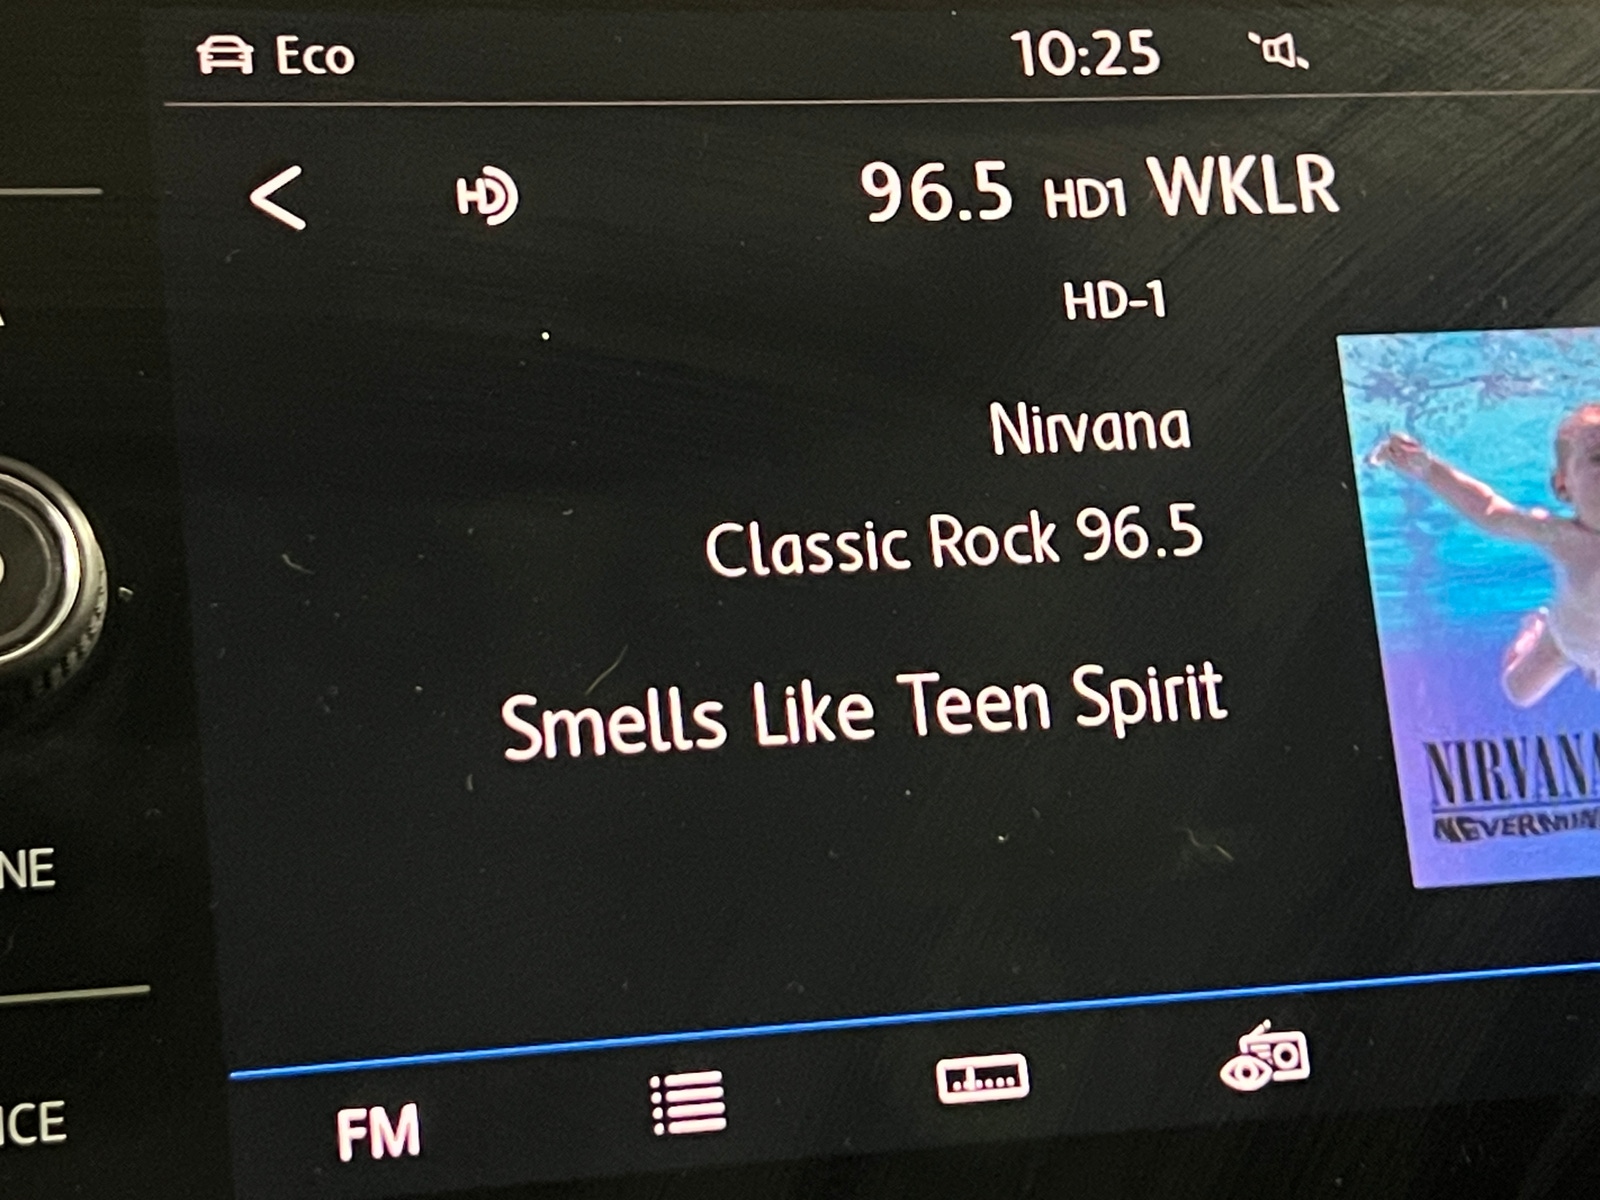 Eco
10:25
HD
96.5 HD1 WKLR
HD-1
Nirvana
Classic Rock 96.5
Smells Like Teen Spirit
NIRVANA
FM
NE
ICE